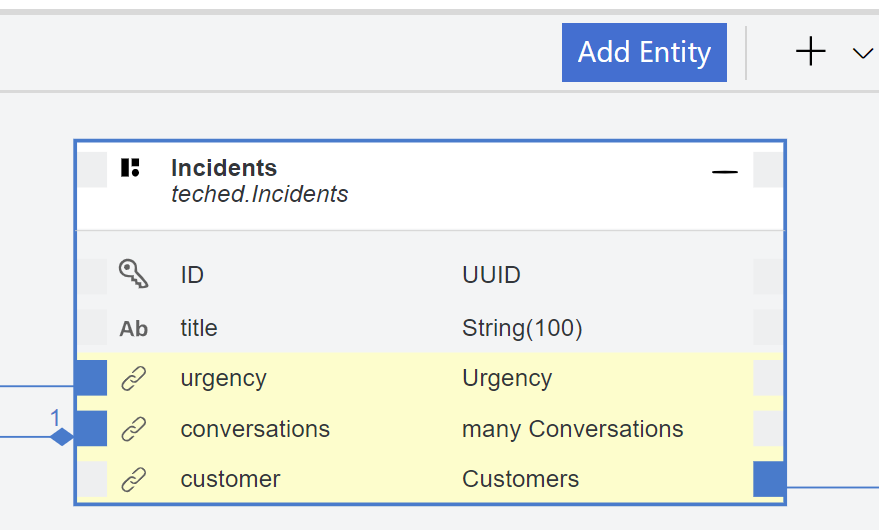 Add Entity
Incidents
teched.Incidents
ID UUID
Ab title String(100)
urgency Urgency
1
conversations many Conversations
customer Customers